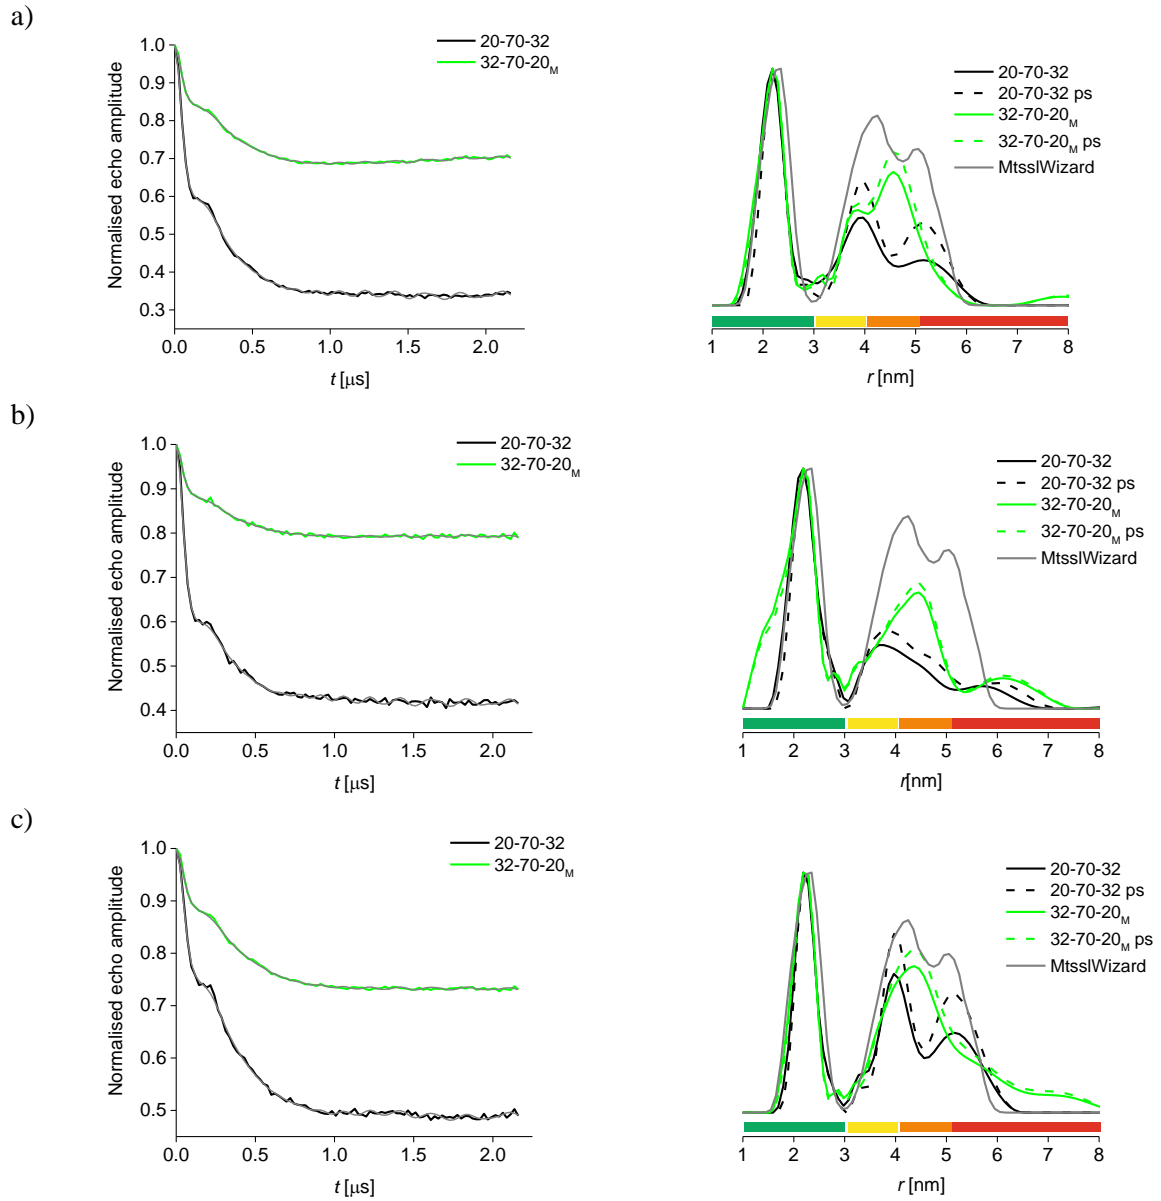 a)
Normalised echo amplitude
1.0
0.9
0.8
0.7
0.6
0.5
0.4
0.3
0.0 0.5 1.0 1.5 2.0
t [μs]
20-70-32
32-70-20M
20-70-32
20-70-32 ps
32-70-20M
32-70-20M ps
MtsslWizard
1 2 3 4 5 6 7 8
r [nm]
b)
Normalised echo amplitude
1.0
0.9
0.8
0.7
0.6
0.5
0.4
0.0 0.5 1.0 1.5 2.0
t [μs]
20-70-32
32-70-20M
20-70-32
20-70-32 ps
32-70-20M
32-70-20M ps
MtsslWizard
1 2 3 4 5 6 7 8
r[nm]
c)
Normalised echo amplitude
1.0
0.9
0.8
0.7
0.6
0.5
0.0 0.5 1.0 1.5 2.0
t [μs]
20-70-32
32-70-20M
20-70-32
20-70-32 ps
32-70-20M
32-70-20M ps
MtsslWizard
1 2 3 4 5 6 7 8
r [nm]